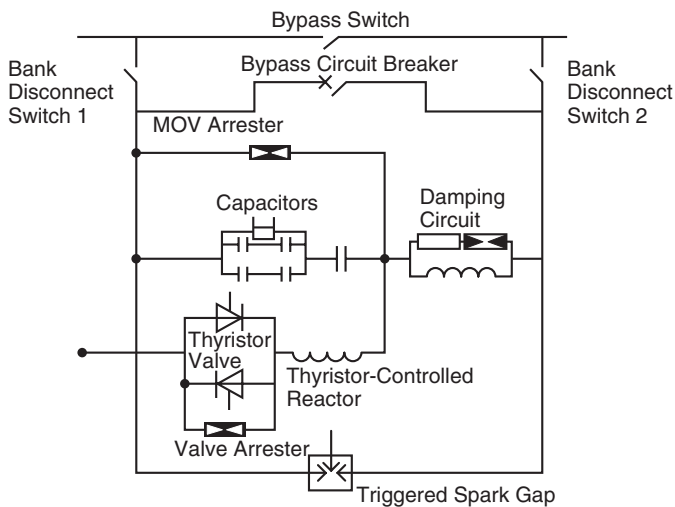 Bypass Switch
Bypass Circuit Breaker
Bank
Disconnect
Switch 1
Bank
Disconnect
Switch 2
MOV Arrester
Capacitors
Damping
Circuit
Thyristor
Valve
Thyristor-Controlled
Reactor
Valve Arrester
Triggered Spark Gap